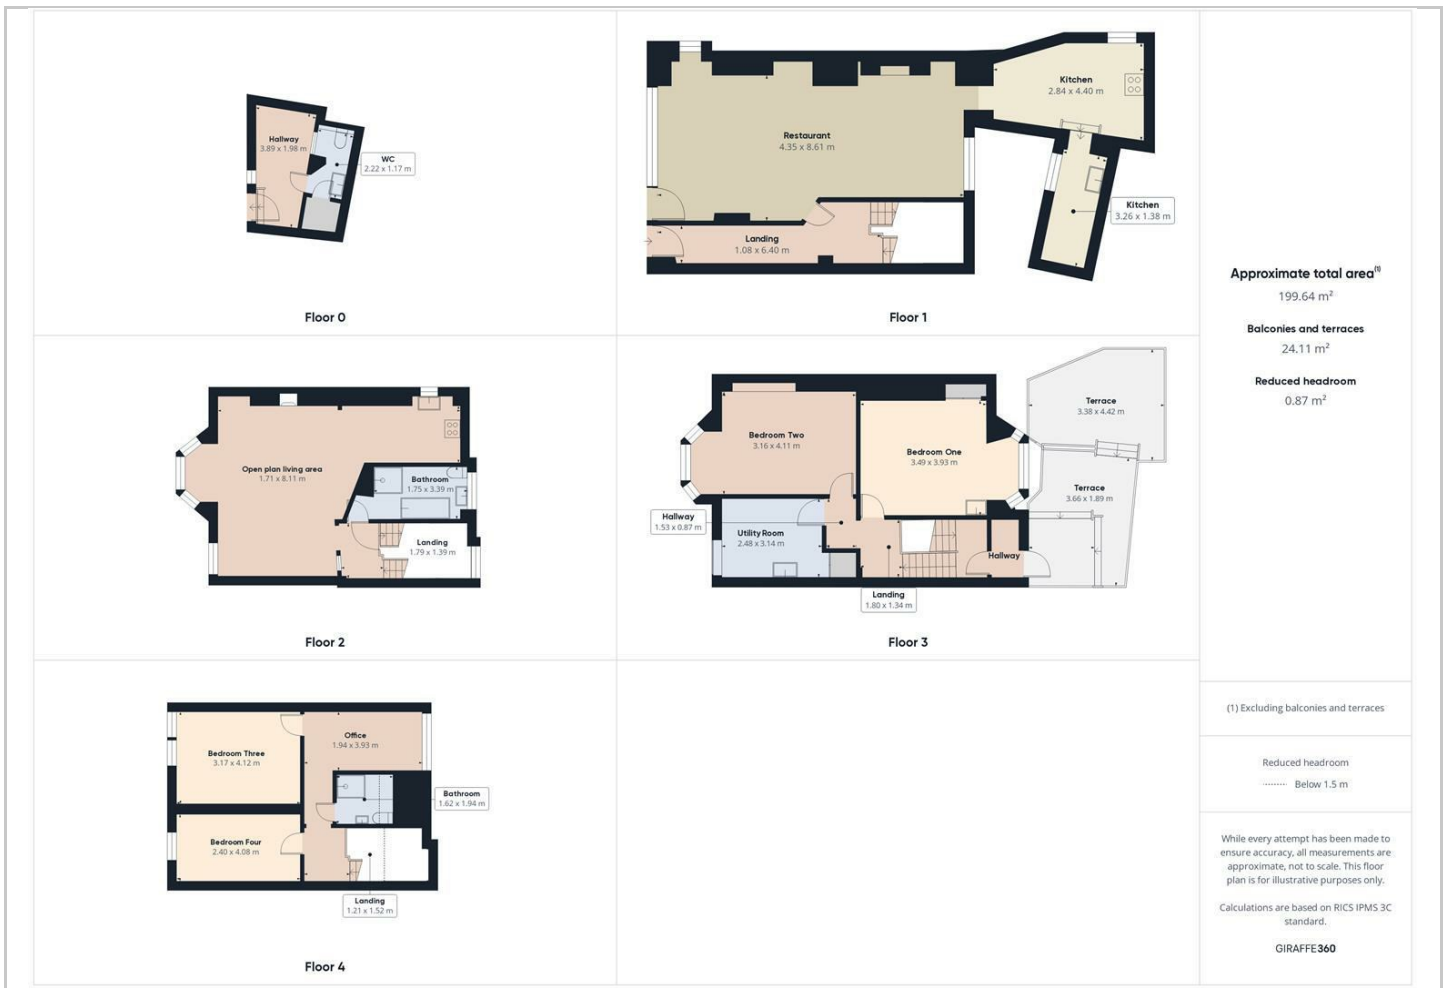 Hallway
3.89 x 1.98 m
WC
2.22 x 1.17 m
Floor 0
Restaurant
4.35 x 8.61 m
Kitchen
2.84 x 4.40 m
Kitchen
3.26 x 1.38 m
Landing
1.08 x 6.40 m
Floor 1
Open plan living area
1.71 x 8.11 m
Bathroom
1.75 x 3.39 m
Landing
1.79 x 1.39 m
Floor 2
Bedroom Two
3.16 x 4.11 m
Bedroom One
3.49 x 3.93 m
Terrace
3.38 x 4.42 m
Terrace
3.66 x 1.89 m
Hallway
1.53 x 0.87 m
Utility Room
2.48 x 3.14 m
Hallway
Landing
1.80 x 1.34 m
Floor 3
Bedroom Three
3.17 x 4.12 m
Office
1.94 x 3.93 m
Bathroom
1.62 x 1.94 m
Bedroom Four
2.40 x 4.08 m
Landing
1.21 x 1.52 m
Floor 4
Approximate total area(1)
199.64 m²
Balconies and terraces
24.11 m²
Reduced headroom
0.87 m²
(1) Excluding balconies and terraces
Reduced headroom
Below 1.5 m
While every attempt has been made to
ensure accuracy, all measurements are
approximate, not to scale. This floor
plan is for illustrative purposes only.
Calculations are based on RICS IPMS 3C
standard.
GIRAFFE360